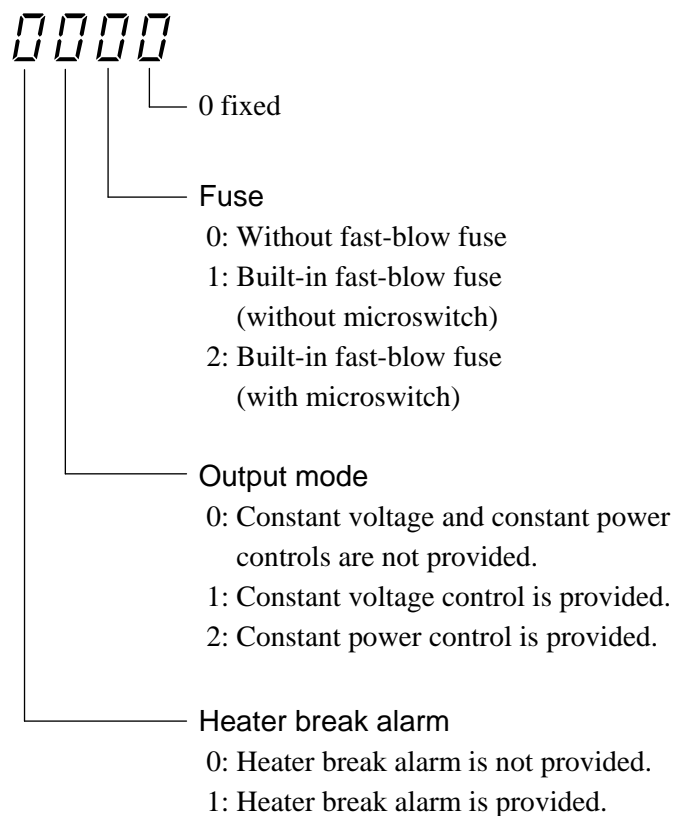 0000
0 fixed
Fuse
0: Without fast-blow fuse
1: Built-in fast-blow fuse
(without microswitch)
2: Built-in fast-blow fuse
(with microswitch)
Output mode
0: Constant voltage and constant power
controls are not provided.
1: Constant voltage control is provided.
2: Constant power control is provided.
Heater break alarm
0: Heater break alarm is not provided.
1: Heater break alarm is provided.